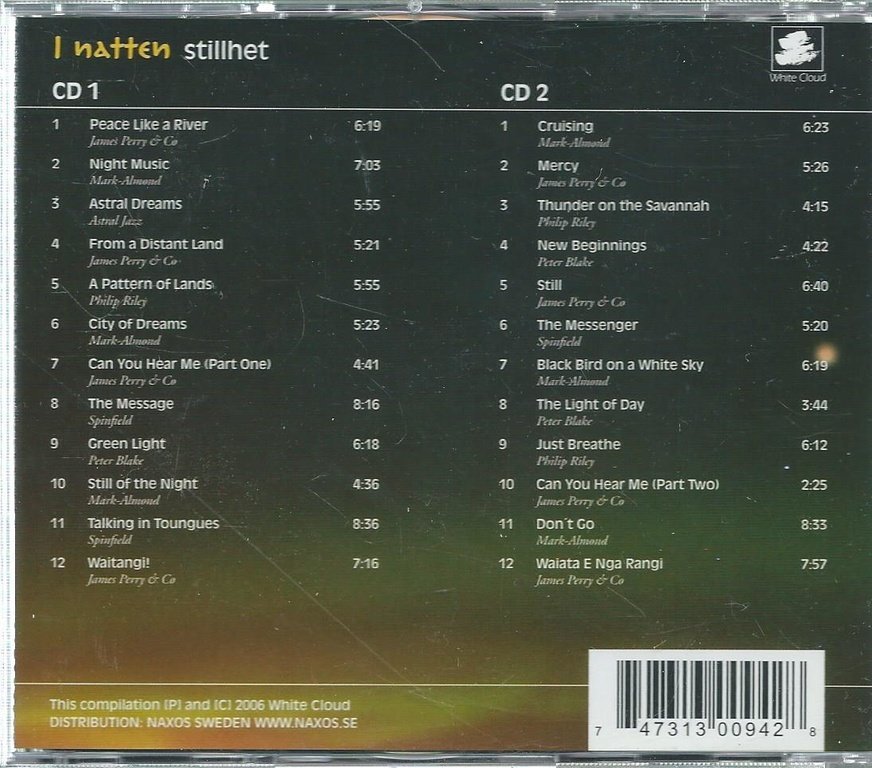 I natten stillhet
White Cloud
CD 1
1 Peace Like a River 6:19
James Perry & Co
2 Night Music 7:03
Mark-Almond
3 Astral Dreams 5:55
Astral Jazz
4 From a Distant Land 5:21
James Perry & Co
5 A Pattern of Lands 5:55
Philip Riley
6 City of Dreams 5:23
Mark-Almond
7 Can You Hear Me (Part One) 4:41
James Perry & Co
8 The Message 8:16
Spinfield
9 Green Light 6:18
Peter Blake
10 Still of the Night 4:36
Mark-Almond
11 Talking in Toungues 8:36
Spinfield
12 Waitangi! 7:16
James Perry & Co
CD 2
1 Cruising 6:23
Mark-Almond
2 Mercy 5:26
James Perry & Co
3 Thunder on the Savannah 4:15
Philip Riley
4 New Beginnings 4:22
Peter Blake
5 Still 6:40
James Perry & Co
6 The Messenger 5:20
Spinfield
7 Black Bird on a White Sky 6:19
Mark-Almond
8 The Light of Day 3:44
Peter Blake
9 Just Breathe 6:12
Philip Riley
10 Can You Hear Me (Part Two) 2:25
James Perry & Co
11 Don´t Go 8:33
Mark-Almond
12 Waiata E Nga Rangi 7:57
James Perry & Co
This compilation (P) and (C) 2006 White Cloud
DISTRIBUTION: NAXOS SWEDEN WWW.NAXOS.SE
7 47313 00942 8